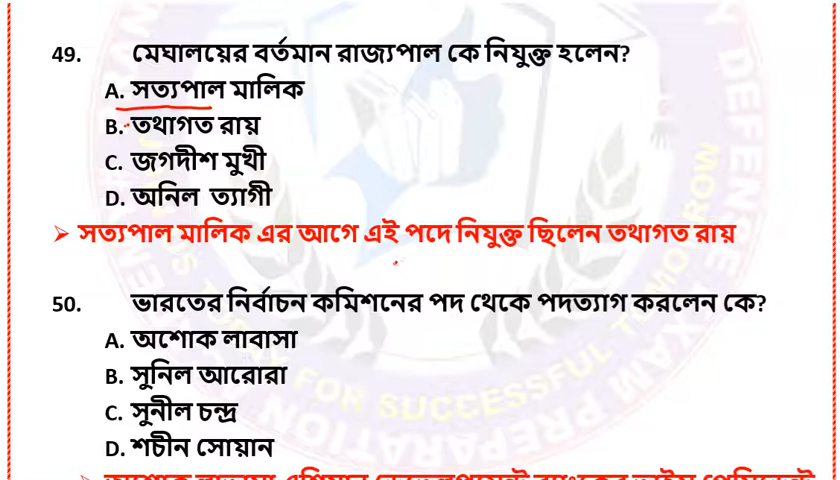 49. মেঘালয়ের বর্তমান রাজ্যপাল কে নিযুক্ত হলেন?
A. সত্যপাল মালিক
B. তথাগত রায়
C. জগদীশ মুখী
D. অনিল ত্যাগী
➢ সত্যপাল মালিক এর আগে এই পদে নিযুক্ত ছিলেন তথাগত রায়
50. ভারতের নির্বাচন কমিশনের পদ থেকে পদত্যাগ করলেন কে?
A. অশোক লাবাসা
B. সুনিল আরোরা
C. সুনীল চন্দ্র
D. শচীন সোয়ান